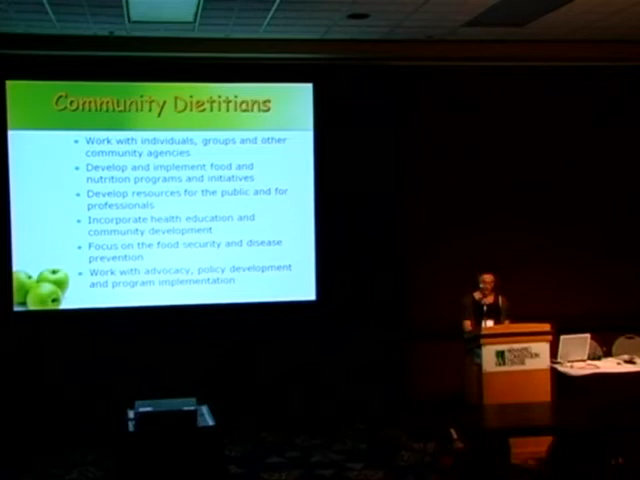 Community Dietitians
• Work with individuals, groups and other
community agencies
• Develop and implement food and
nutrition programs and initiatives
• Develop resources for the public and for
professionals
• Incorporate health education and
community development
• Focus on the food security and disease
prevention
• Work with advocacy, policy development
and program implementation
CONVENTION
CENTRE